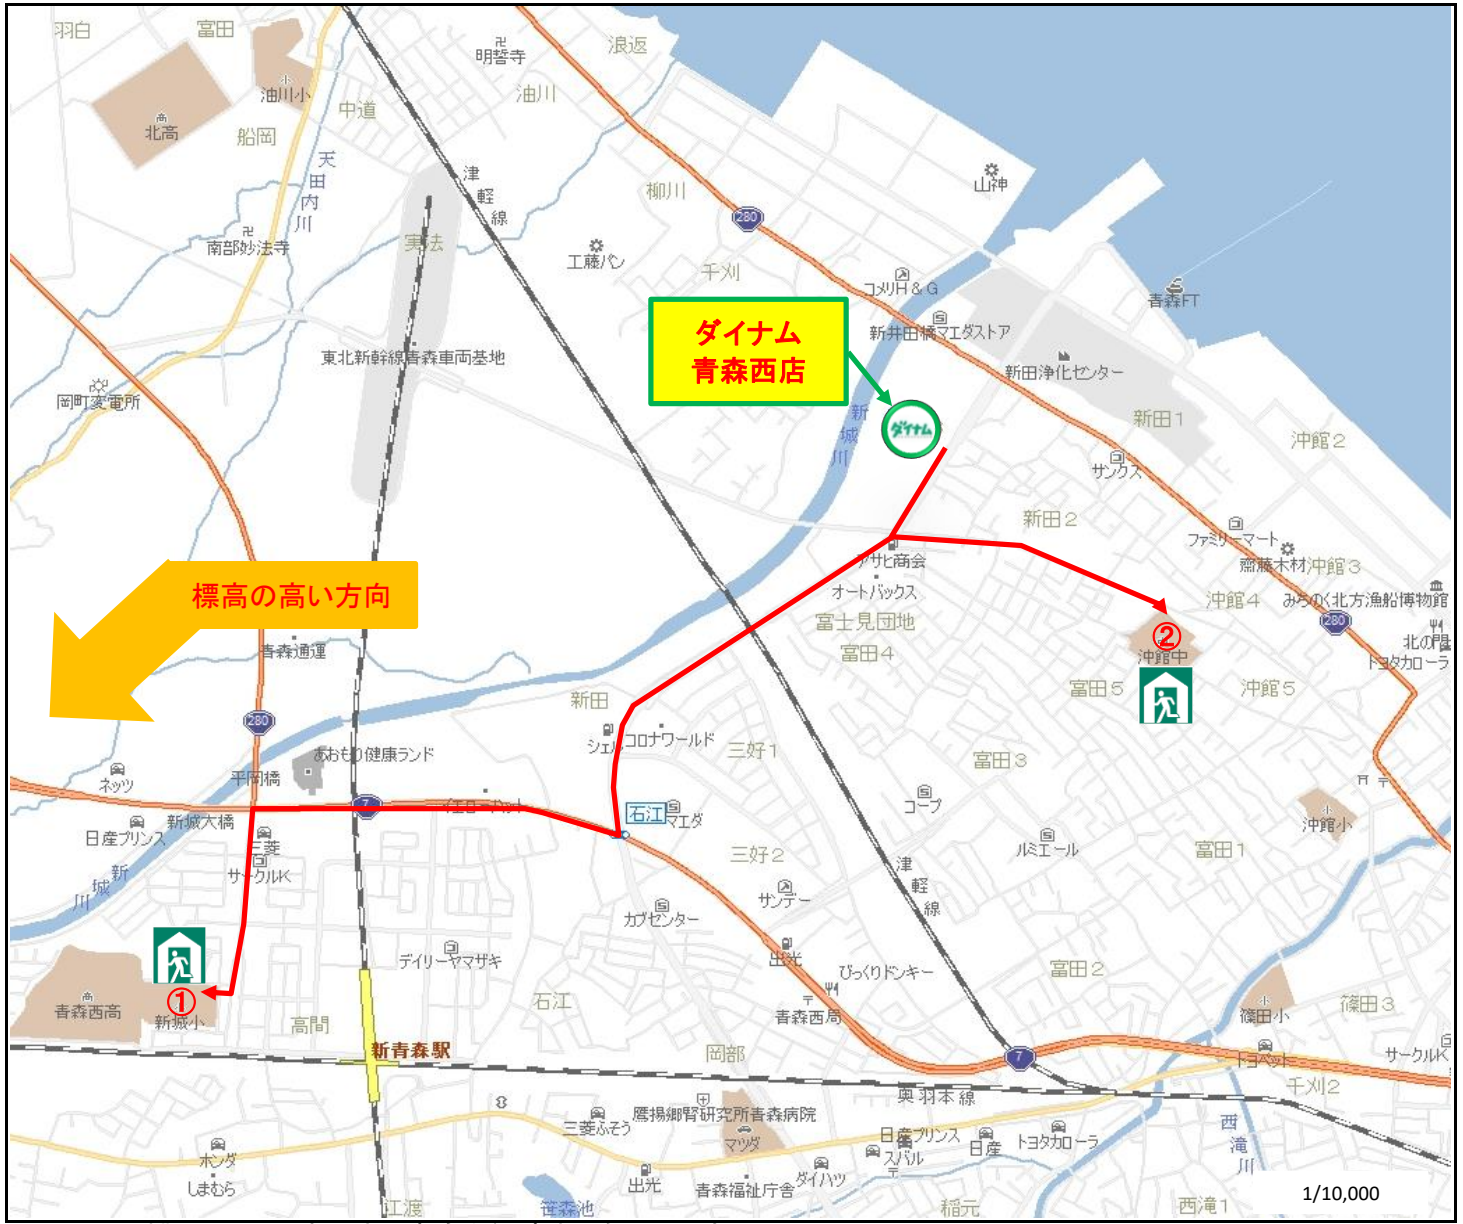 羽白
富田
卍
明誓寺
浪返
小
油川小
油川
中道
高
北高
船岡
天田内川
津軽線
柳川
山神
280
卍
南部妙法寺
実法
工藤パン
千刈
コメリH&G
青森FT
ダイナム
青森西店
新井田橋マエダストア
東北新幹線青森車両基地
新田浄化センター
岡町変電所
新城川
ダイナム
新田1
沖館2
サンクス
新田2
ファミリーマート
アサヒ商会
齋藤木材
沖館3
標高の高い方向
オートバックス
沖館4
みちのく北方漁船博物館
富士見団地
280
②
北の門
青森通運
富田4
沖館中
トヨタカローラ
新田
富田5
沖館5
280
シェル
コロナワールド
三好1
あおもり健康ランド
富田3
ネッツ
平岡橋
7
イエローハット
コープ
石江
マエダ
新城大橋
日産プリンス
三菱
沖館小
三好2
ルミエール
富田1
サークルK
新城川
津軽線
サンデー
カブセンター
デイリーヤマザキ
出光
びっくりドンキー
富田2
高
青森西高
①
新城小
石江
〒
青森西局
小
篠田小
篠田3
高間
新青森駅
岡部
7
トヨペット
サークルK
奥羽本線
千刈2
三菱ふそう
鷹揚郷腎研究所青森病院
マツダ
日産プリンス
スバル
日産
トヨタカローラ
西滝川
ホンダ
しまむら
出光
青森福祉庁舎
ダイハツ
〒
1/10,000
江渡
笹森池
稲元
西滝1